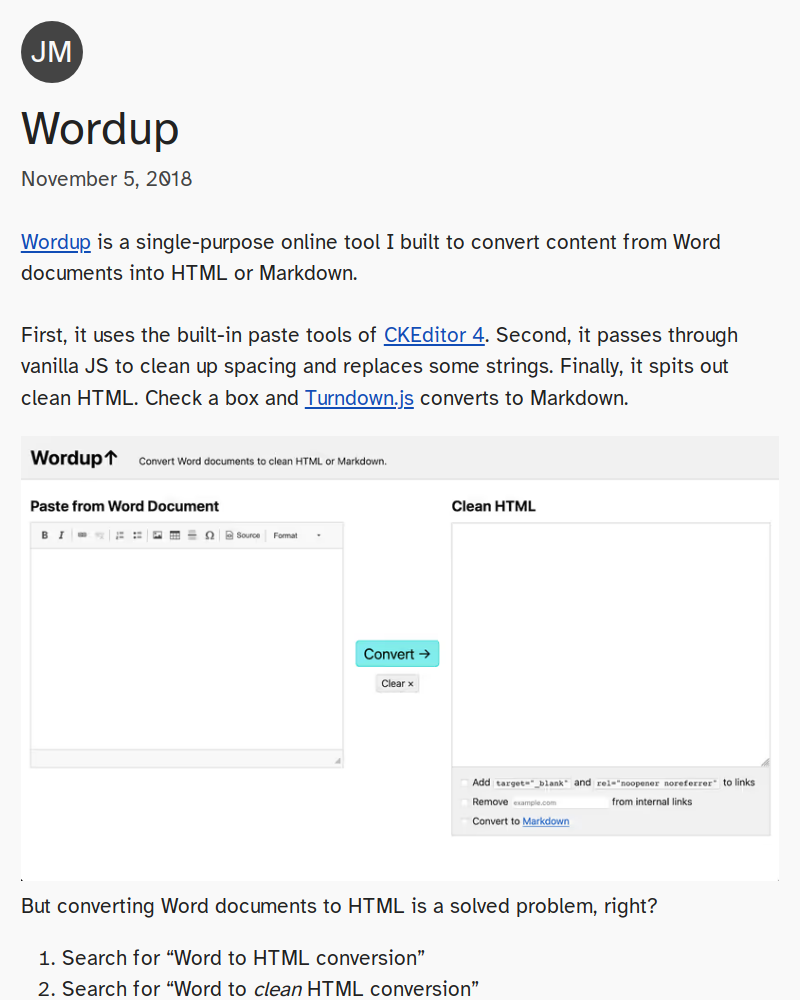 JM
Wordup
November 5, 2018
Wordup is a single-purpose online tool I built to convert content from Word
documents into HTML or Markdown.
First, it uses the built-in paste tools of CKEditor 4. Second, it passes through
vanilla JS to clean up spacing and replaces some strings. Finally, it spits out
clean HTML. Check a box and Turndown.js converts to Markdown.
Wordup↑ Convert Word documents to clean HTML or Markdown.
Paste from Word Document
B I Ω Source Format
Convert →
Clear ×
Clean HTML
Add target="_blank" and rel="noopener noreferrer" to links
Remove example.com from internal links
Convert to Markdown
But converting Word documents to HTML is a solved problem, right?
1. Search for “Word to HTML conversion”
2. Search for “Word to clean HTML conversion”